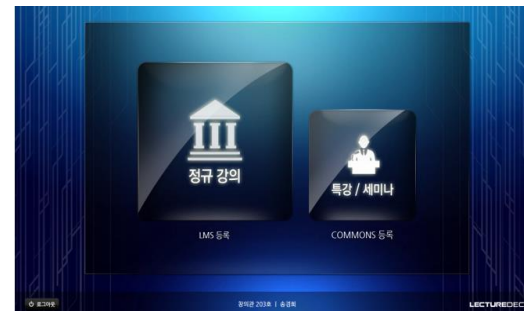 정규 강의
특강 / 세미나
LMS 등록
COMMONS 등록
로그아웃
창의관 203호 | 송경희
LECTUREDEC